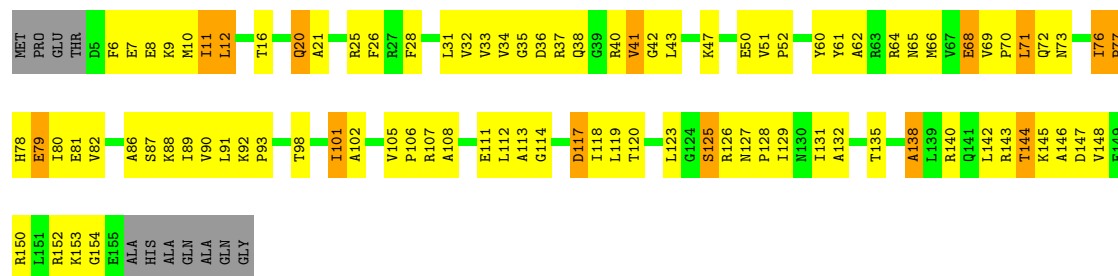 MET PRO GLU THR D5 F6 E7 E8 K9 M10 I11 L12 T16 Q20 A21 R25 F26 R27 F28 L31 V32 V33 V34 G35 D36 R37 Q38 G39 R40 V41 G42 L43 K47 E50 V51 P52 Y60 Y61 A62 R63 R64 N65 M66 V67 E68 V69 P70 L71 Q72 N73 I76 P77
H78 E79 I80 E81 V82 A86 S87 K88 I89 V90 L91 K92 P93 T98 I101 A102 V105 P106 R107 A108 E111 L112 A113 G114 D117 I118 L119 T120 L123 G124 S125 R126 N127 P128 I129 N130 I131 A132 T135 A138 L139 R140 Q141 L142 R143 T144 K145 A146 D147 V148 E149
R150 L151 R152 K153 G154 E155 ALA HIS ALA GLN ALA GLN GLY